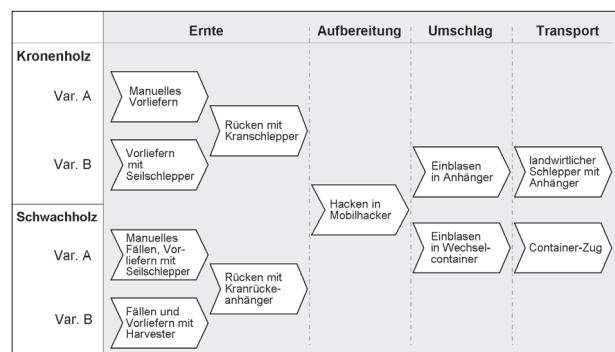 Ernte
Aufbereitung
Umschlag
Transport
Kronenholz
Var. A
Manuelles
Vorliefern
Rücken mit
Kranschlepper
Var. B
Vorliefern
mit
Seilschlepper
Einblasen
in Anhänger
landwirtlicher
Schlepper mit
Anhänger
Hacken in
Mobilhacker
Schwachholz
Var. A
Manuelles
Fällen, Vor-
liefern mit
Seilschlepper
Einblasen
in Wechsel-
container
Container-Zug
Rücken mit
Kranrücke-
anhänger
Var. B
Fällen und
Vorliefern mit
Harvester